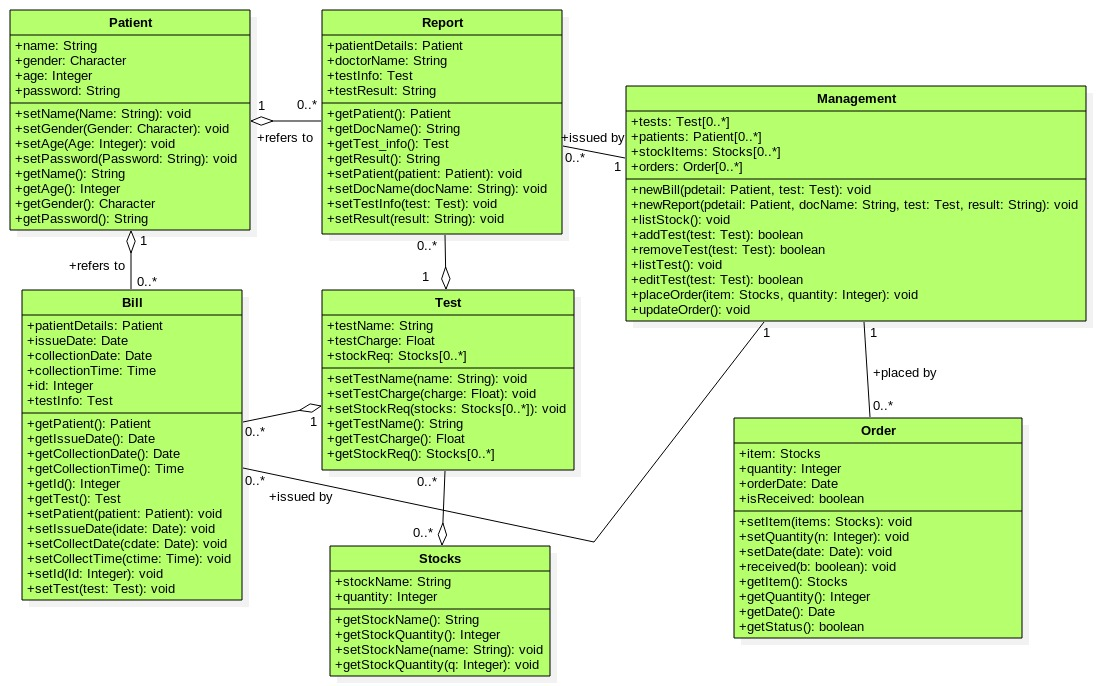 Patient
+name: String
+gender: Character
+age: Integer
+password: String
+setName(Name: String): void
+setGender(Gender: Character): void
+setAge(Age: Integer): void
+setPassword(Password: String): void
+getName(): String
+getAge(): Integer
+getGender(): Character
+getPassword(): String
1
0..*
+refers to
Report
+patientDetails: Patient
+doctorName: String
+testInfo: Test
+testResult: String
+getPatient(): Patient
+getDocName(): String
+getTest_info(): Test
+getResult(): String
+setPatient(patient: Patient): void
+setDocName(docName: String): void
+setTestInfo(test: Test): void
+setResult(result: String): void
+issued by
0..*
1
Management
+tests: Test[0..*]
+patients: Patient[0..*]
+stockItems: Stocks[0..*]
+orders: Order[0..*]
+newBill(pdetail: Patient, test: Test): void
+newReport(pdetail: Patient, docName: String, test: Test, result: String): void
+listStock(): void
+addTest(test: Test): boolean
+removeTest(test: Test): boolean
+listTest(): void
+editTest(test: Test): boolean
+placeOrder(item: Stocks, quantity: Integer): void
+updateOrder(): void
1
+refers to
0..*
0..*
1
Bill
+patientDetails: Patient
+issueDate: Date
+collectionDate: Date
+collectionTime: Time
+id: Integer
+testInfo: Test
+getPatient(): Patient
+getIssueDate(): Date
+getCollectionDate(): Date
+getCollectionTime(): Time
+getId(): Integer
+getTest(): Test
+setPatient(patient: Patient): void
+setIssueDate(idate: Date): void
+setCollectDate(cdate: Date): void
+setCollectTime(ctime: Time): void
+setId(Id: Integer): void
+setTest(test: Test): void
Test
+testName: String
+testCharge: Float
+stockReq: Stocks[0..*]
+setTestName(name: String): void
+setTestCharge(charge: Float): void
+setStockReq(stocks: Stocks[0..*]): void
+getTestName(): String
+getTestCharge(): Float
+getStockReq(): Stocks[0..*]
1
0..*
0..*
+issued by
1
1
+placed by
0..*
0..*
0..*
Stocks
+stockName: String
+quantity: Integer
+getStockName(): String
+getStockQuantity(): Integer
+setStockName(name: String): void
+getStockQuantity(q: Integer): void
Order
+item: Stocks
+quantity: Integer
+orderDate: Date
+isReceived: boolean
+setItem(items: Stocks): void
+setQuantity(n: Integer): void
+setDate(date: Date): void
+received(b: boolean): void
+getItem(): Stocks
+getQuantity(): Integer
+getDate(): Date
+getStatus(): boolean